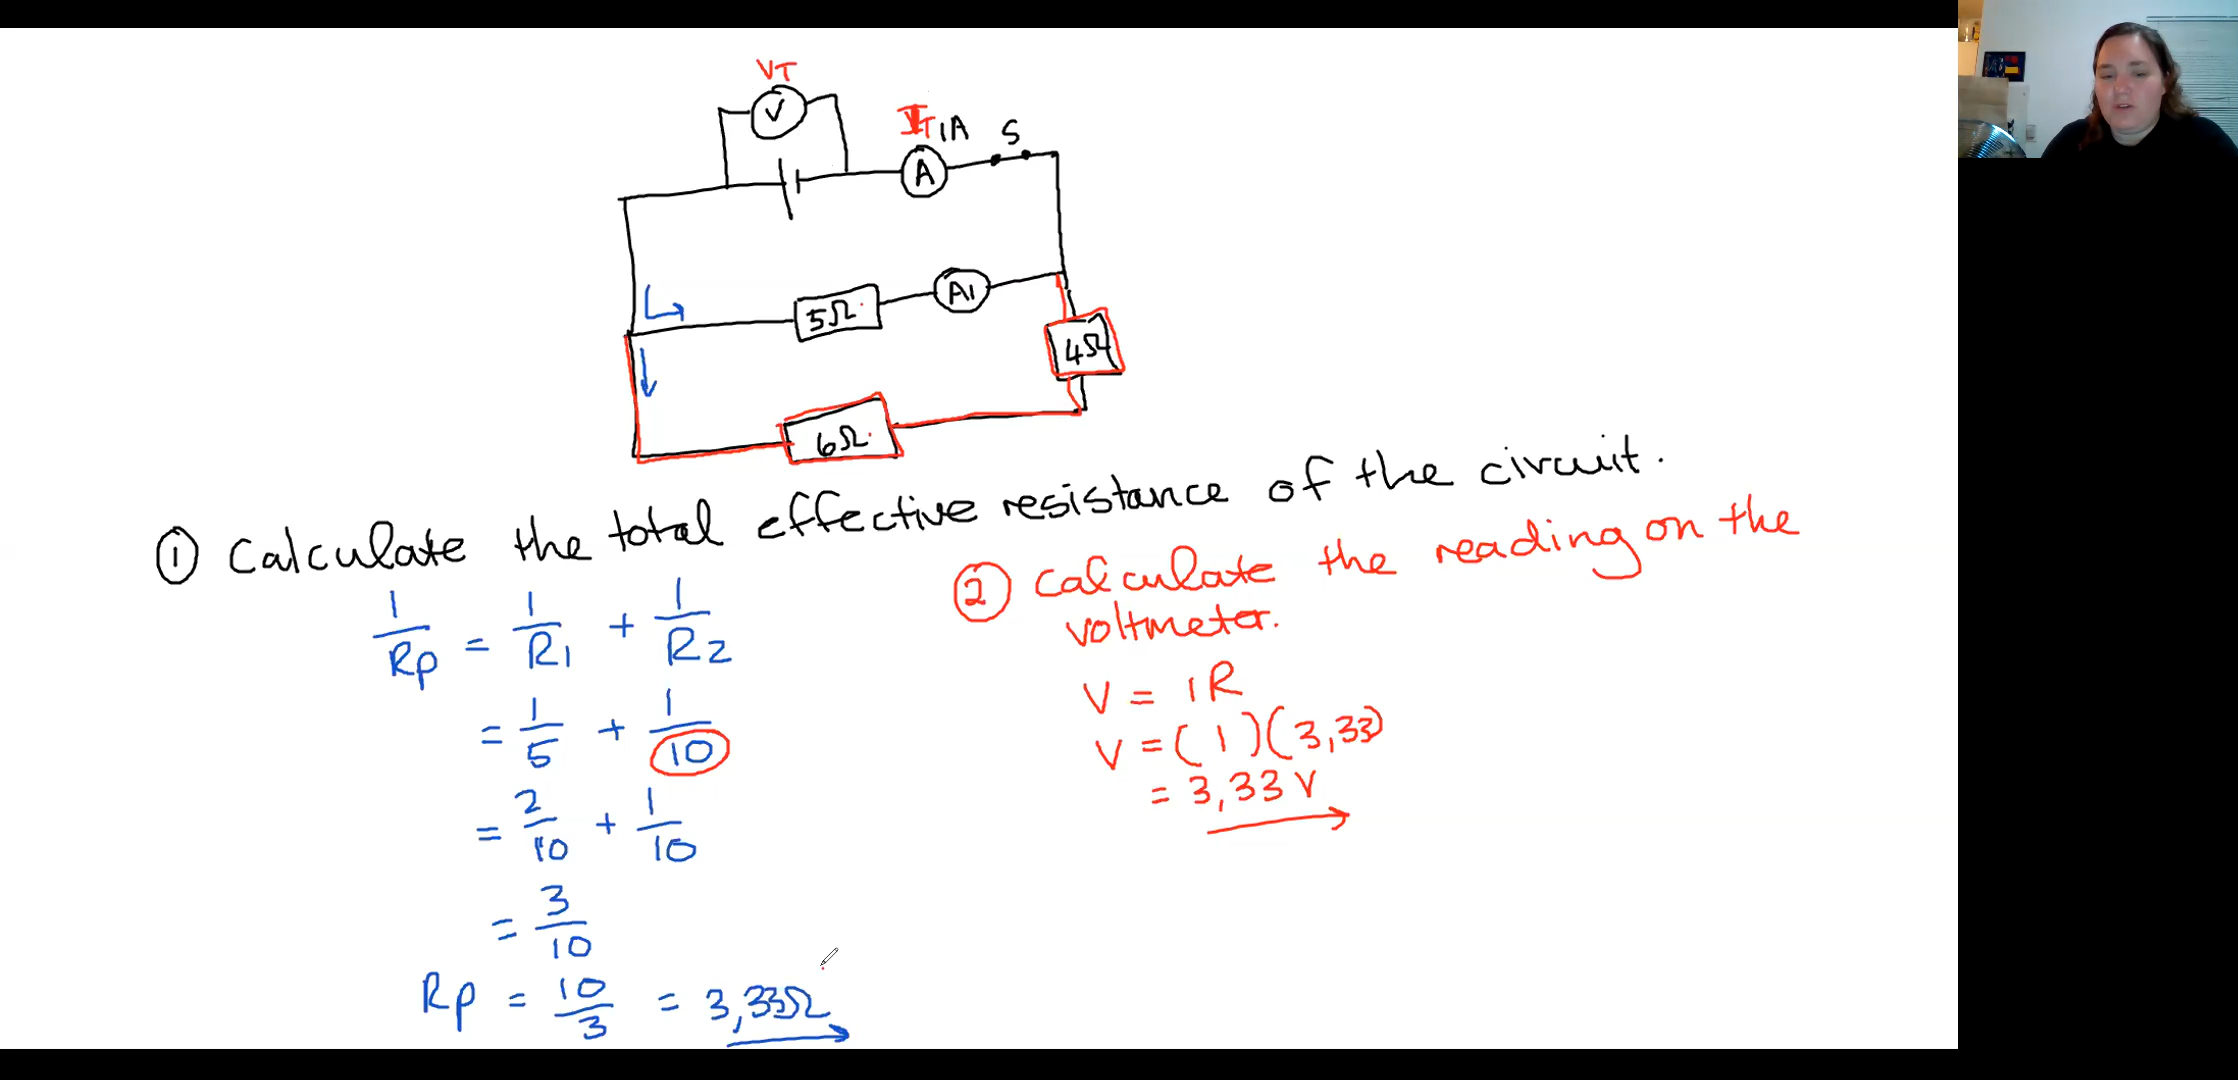 VT
V
IT 1A S
A
5Ω A1
4Ω
6Ω
① Calculate the total effective resistance of the circuit.
1/Rp = 1/R1 + 1/R2
= 1/5 + 1/10
= 2/10 + 1/10
= 3/10
Rp = 10/3 = 3,33Ω
② Calculate the reading on the
voltmeter.
V = IR
V = (1)(3,33)
= 3,33V